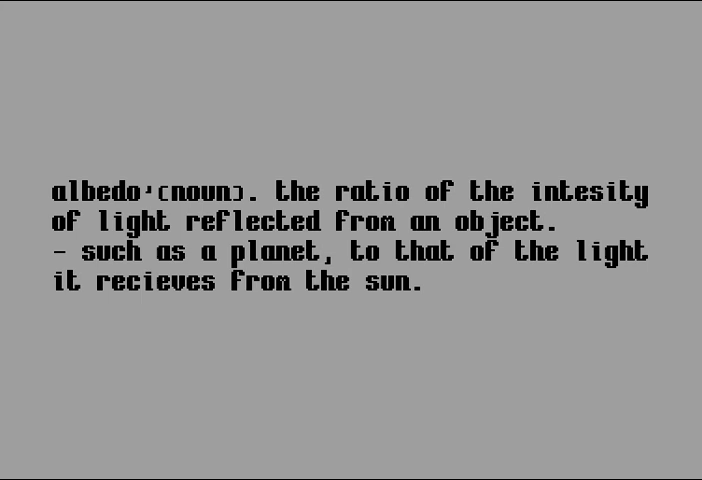 albedo'(noun). the ratio of the intesity
of light reflected from an object.
- such as a planet, to that of the light
it recieves from the sun.